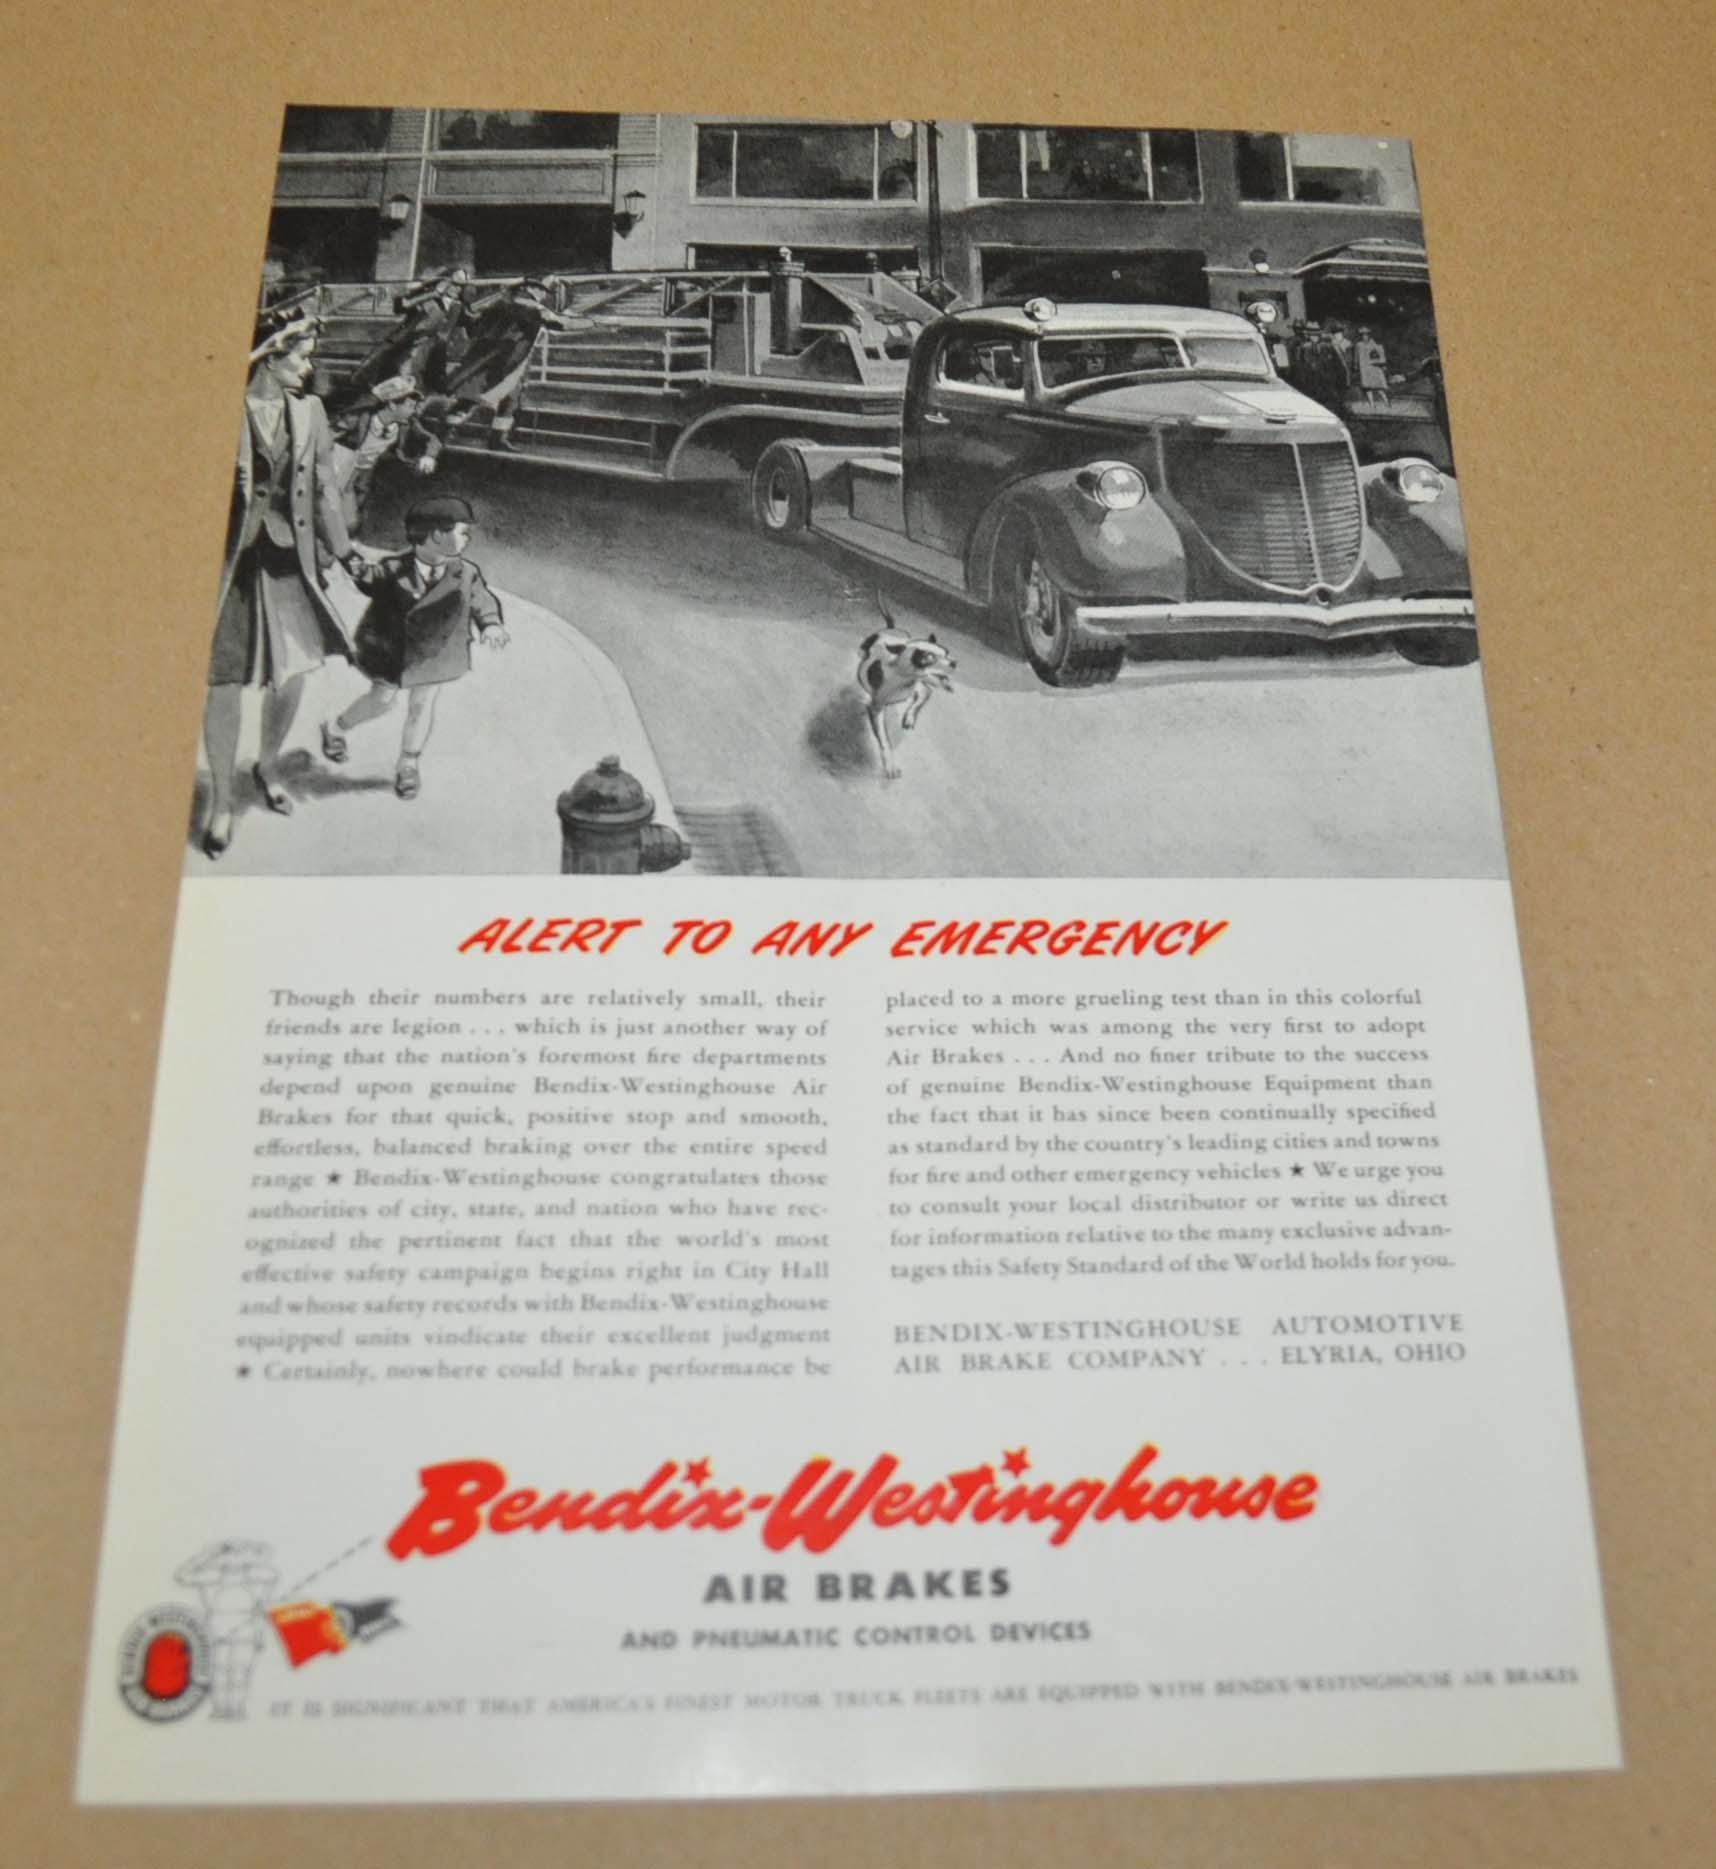 ALERT TO ANY EMERGENCY
Though their numbers are relatively small, their
friends are legion . . . which is just another way of
saying that the nation's foremost fire departments
depend upon genuine Bendix-Westinghouse Air
Brakes for that quick, positive stop and smooth,
effortless, balanced braking over the entire speed
range ★ Bendix-Westinghouse congratulates those
authorities of city, state, and nation who have rec-
ognized the pertinent fact that the world's most
effective safety campaign begins right in City Hall
and whose safety records with Bendix-Westinghouse
equipped units vindicate their excellent judgment
★ Certainly, nowhere could brake performance be
placed to a more grueling test than in this colorful
service which was among the very first to adopt
Air Brakes . . . And no finer tribute to the success
of genuine Bendix-Westinghouse Equipment than
the fact that it has since been continually specified
as standard by the country's leading cities and towns
for fire and other emergency vehicles ★ We urge you
to consult your local distributor or write us direct
for information relative to the many exclusive advan-
tages this Safety Standard of the World holds for you.
BENDIX-WESTINGHOUSE AUTOMOTIVE
AIR BRAKE COMPANY . . . ELYRIA, OHIO
Bendix-Westinghouse
AIR BRAKES
AND PNEUMATIC CONTROL DEVICES
BENDIX WESTINGHOUSE
AIR BRAKES
IT IS SIGNIFICANT THAT AMERICA'S FINEST MOTOR TRUCK FLEETS ARE EQUIPPED WITH BENDIX-WESTINGHOUSE AIR BRAKES